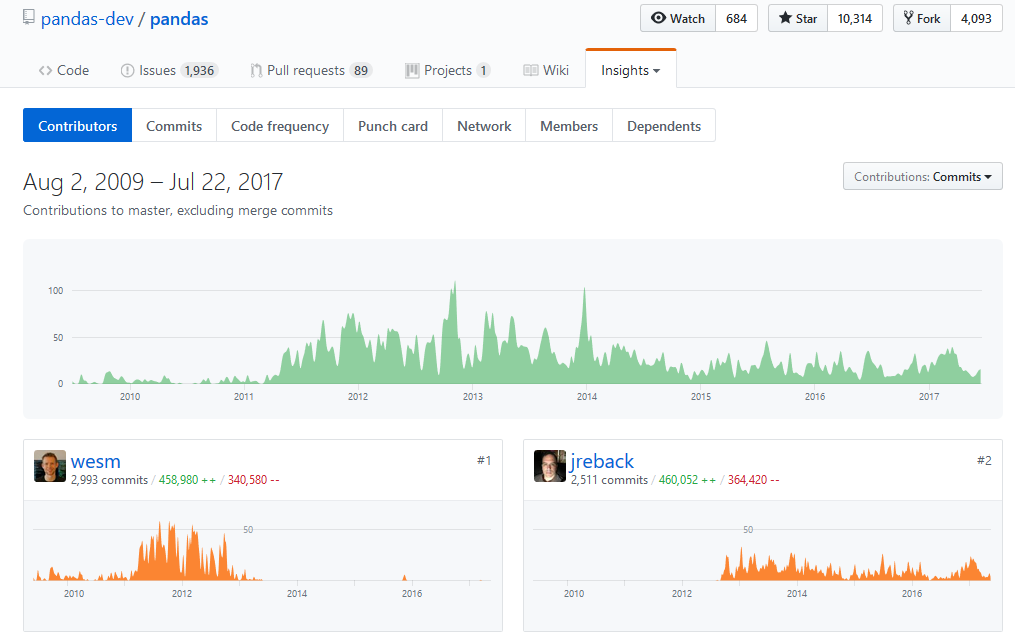 pandas-dev / pandas
Watch 684 Star 10,314 Fork 4,093
Code Issues 1,936 Pull requests 89 Projects 1 Wiki Insights
Contributors Commits Code frequency Punch card Network Members Dependents
Aug 2, 2009 – Jul 22, 2017
Contributions: Commits
Contributions to master, excluding merge commits
100
50
0
2010 2011 2012 2013 2014 2015 2016 2017
wesm #1
2,993 commits / 458,980 ++ / 340,580 --
50
2010 2012 2014 2016
jreback #2
2,511 commits / 460,052 ++ / 364,420 --
50
2010 2012 2014 2016